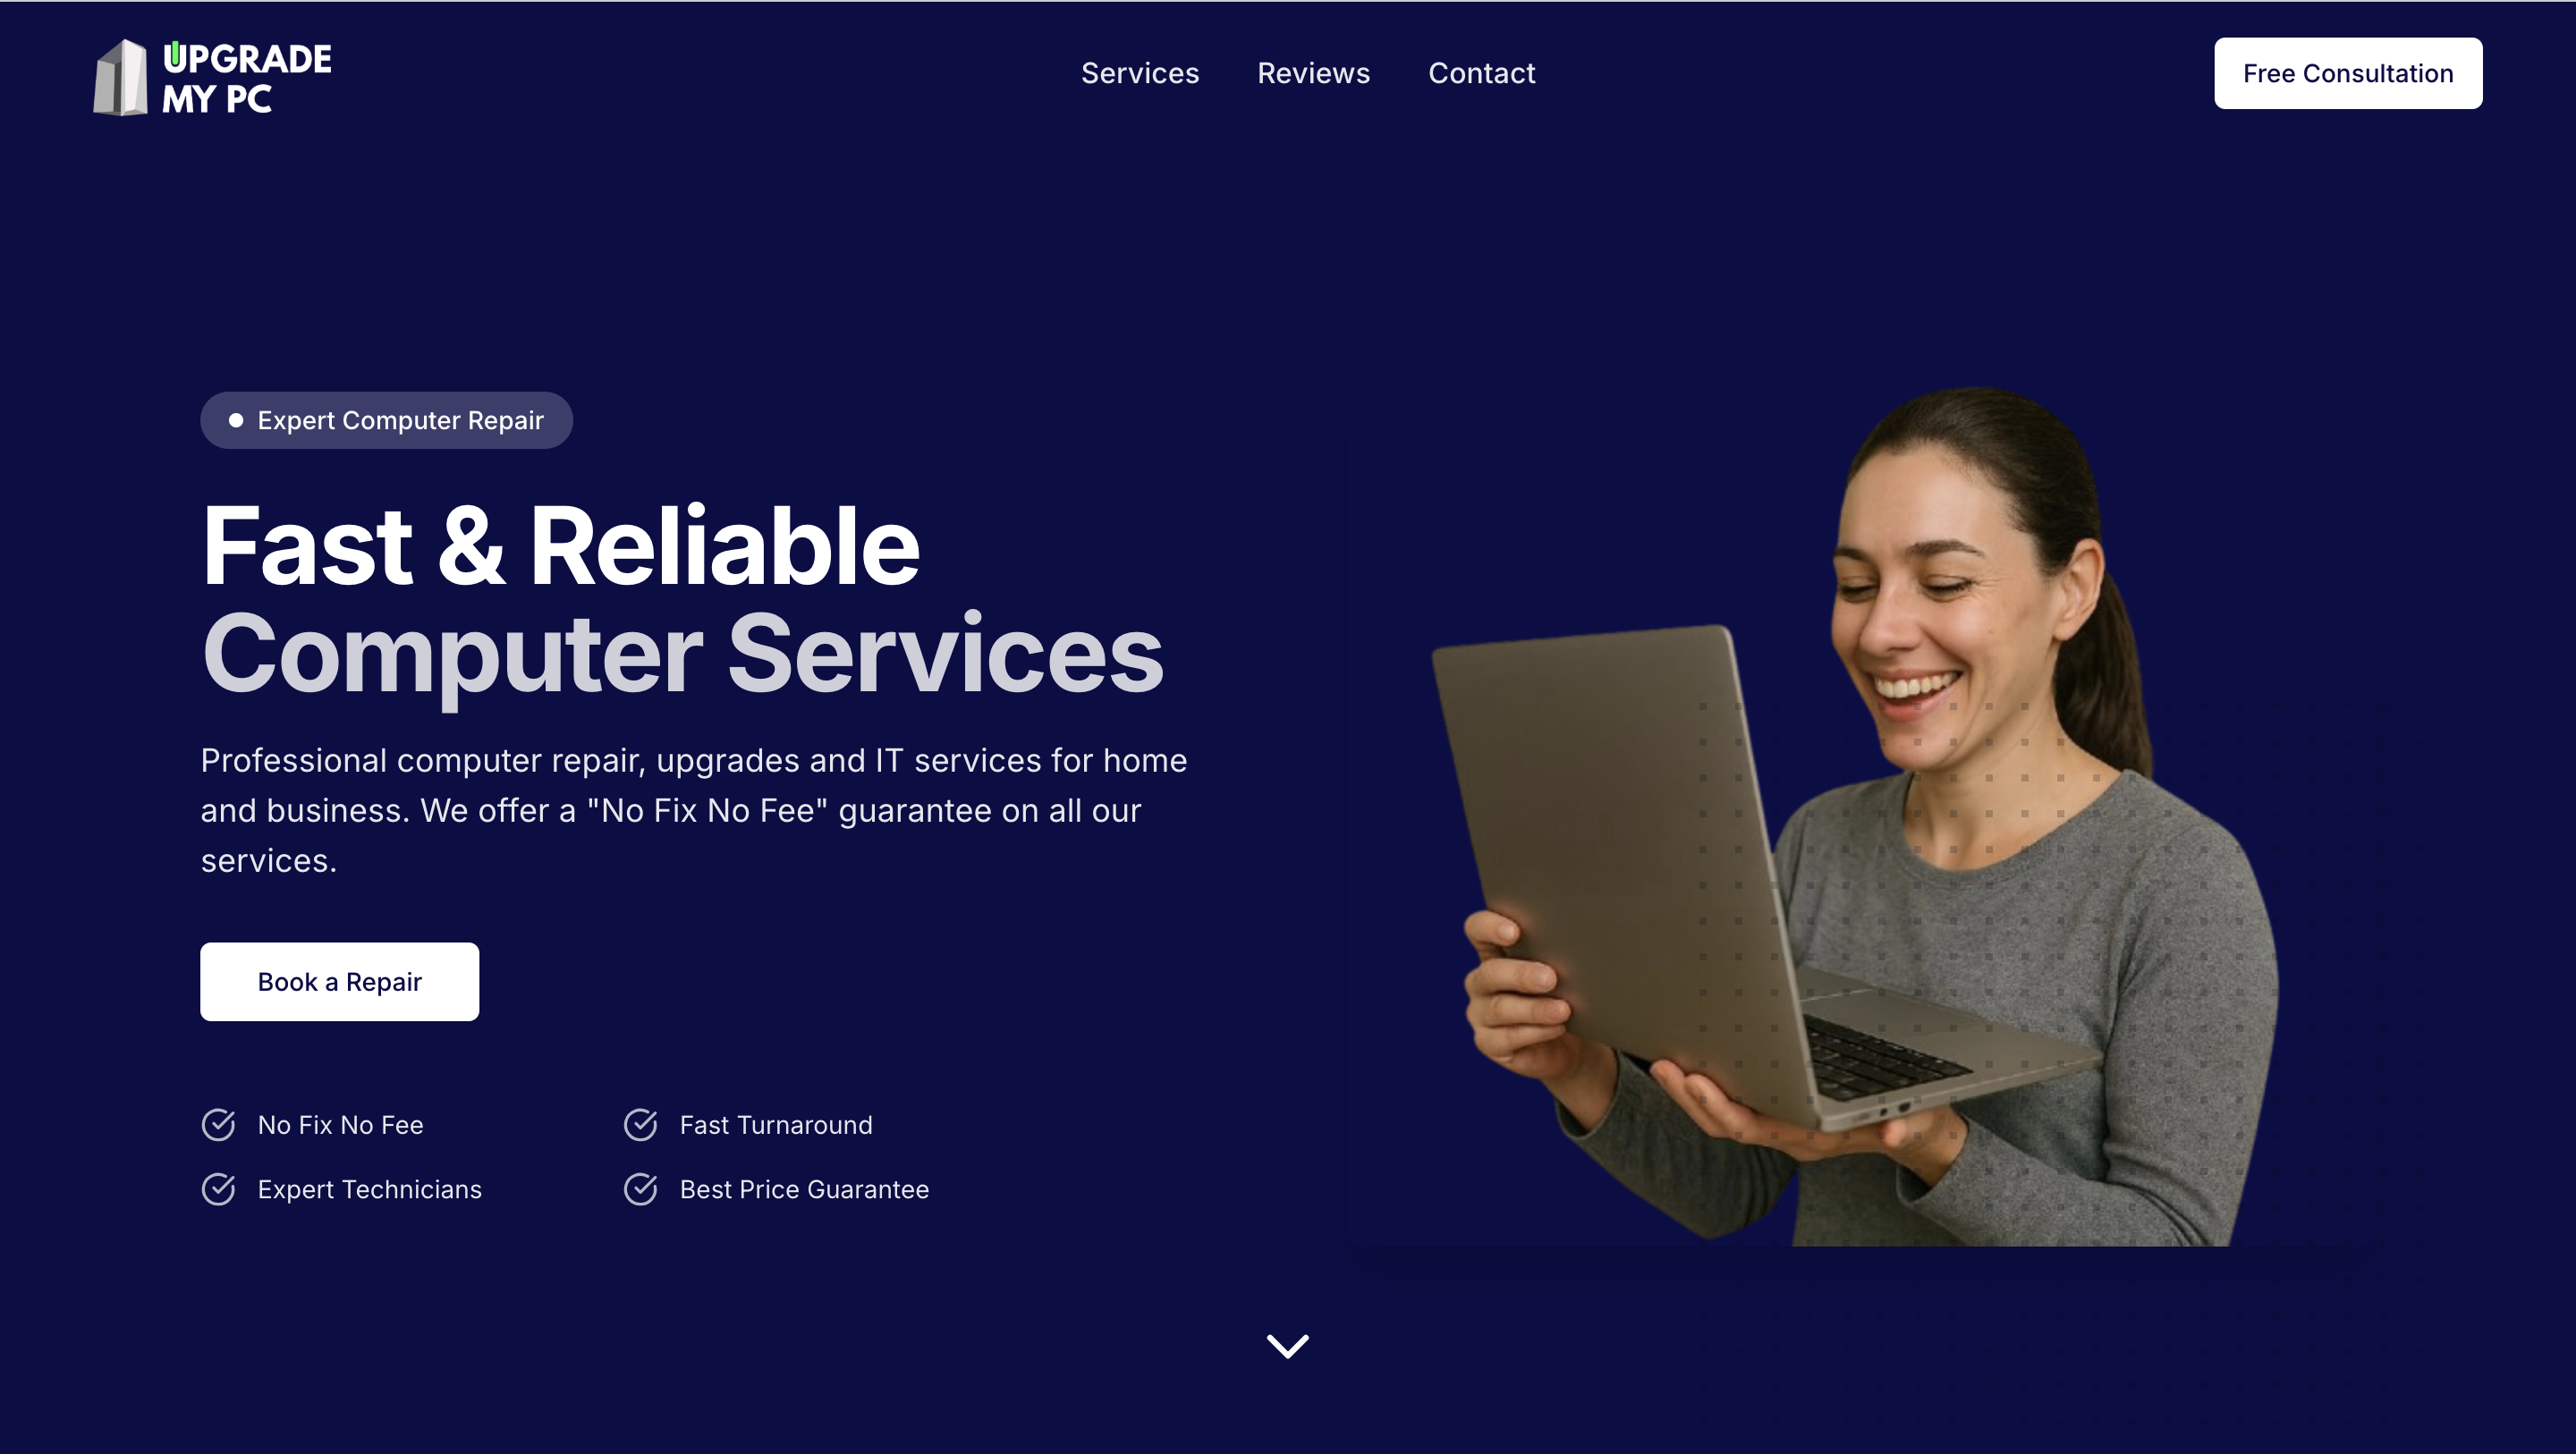 UPGRADE
MY PC
Services
Reviews
Contact
Free Consultation
Expert Computer Repair
Fast & Reliable
Computer Services
Professional computer repair, upgrades and IT services for home
and business. We offer a "No Fix No Fee" guarantee on all our
services.
Book a Repair
No Fix No Fee
Fast Turnaround
Expert Technicians
Best Price Guarantee